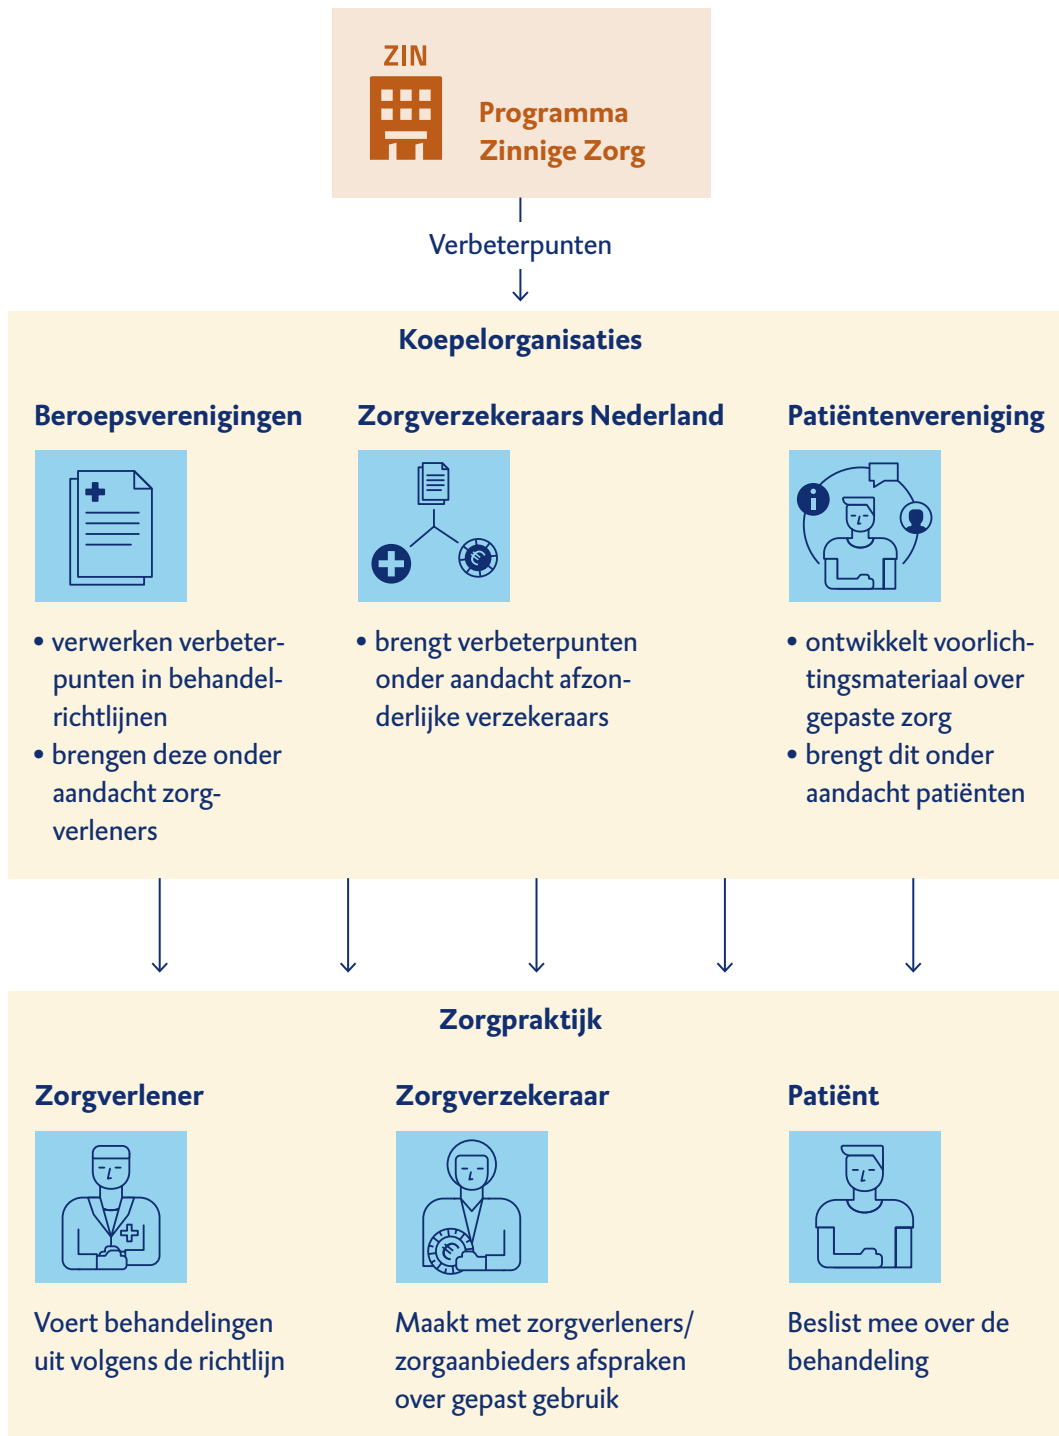 ZIN
Programma
Zinnige Zorg
Verbeterpunten
Koepelorganisaties
Beroepsverenigingen
• verwerken verbeter-
punten in behandel-
richtlijnen
• brengen deze onder
aandacht zorg-
verleners
Zorgverzekeraars Nederland
• brengt verbeterpunten
onder aandacht afzon-
derlijke verzekeraars
Patiëntenvereniging
• ontwikkelt voorlich-
tingsmateriaal over
gepaste zorg
• brengt dit onder
aandacht patiënten
Zorgpraktijk
Zorgverlener
Voert behandelingen
uit volgens de richtlijn
Zorgverzekeraar
Maakt met zorgverleners/
zorgaanbieders afspraken
over gepast gebruik
Patiënt
Beslist mee over de
behandeling